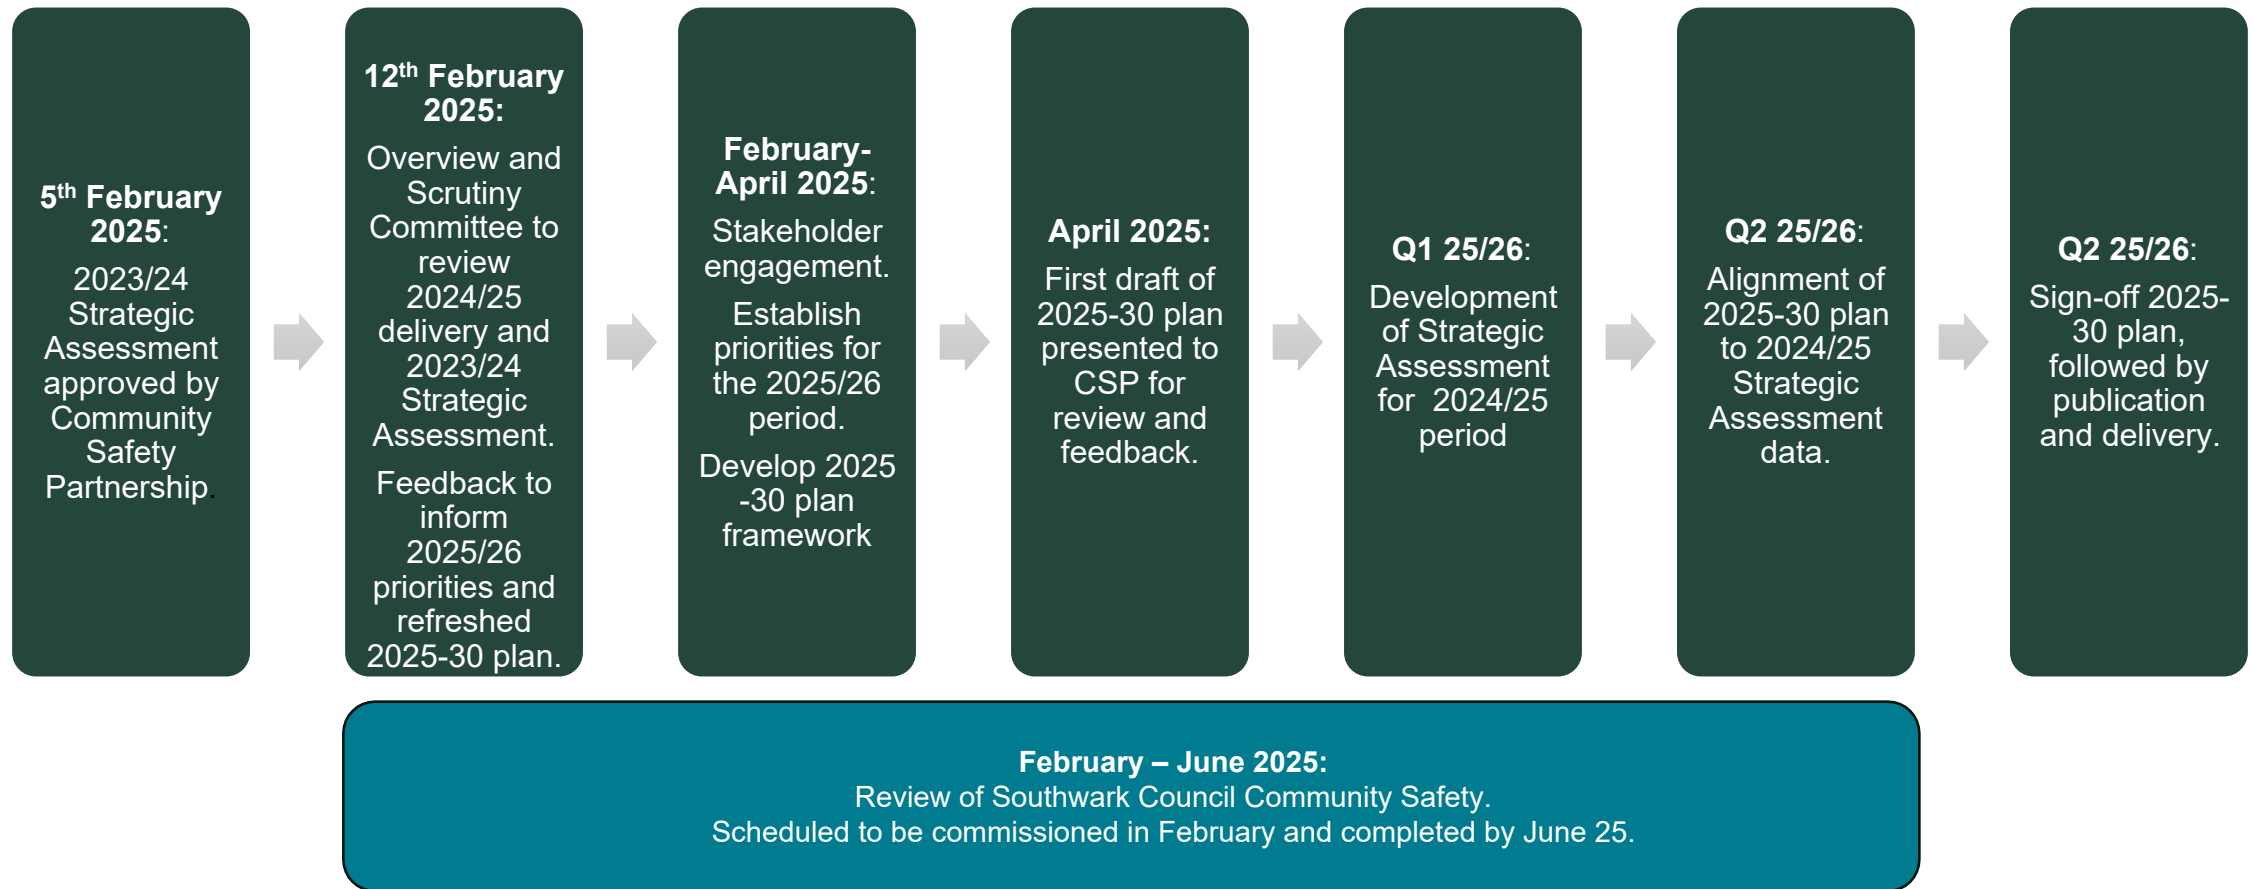 5th February
2025:
2023/24
Strategic
Assessment
approved by
Community
Safety
Partnership.
12th February
2025:
Overview and
Scrutiny
Committee to
review
2024/25
delivery and
2023/24
Strategic
Assessment.
Feedback to
inform
2025/26
priorities and
refreshed
2025-30 plan.
February-
April 2025:
Stakeholder
engagement.
Establish
priorities for
the 2025/26
period.
Develop 2025
-30 plan
framework
April 2025:
First draft of
2025-30 plan
presented to
CSP for
review and
feedback.
Q1 25/26:
Development
of Strategic
Assessment
for  2024/25
period
Q2 25/26:
Alignment of
2025-30 plan
to 2024/25
Strategic
Assessment
data.
Q2 25/26:
Sign-off 2025-
30 plan,
followed by
publication
and delivery.
February – June 2025:
Review of Southwark Council Community Safety.
Scheduled to be commissioned in February and completed by June 25.